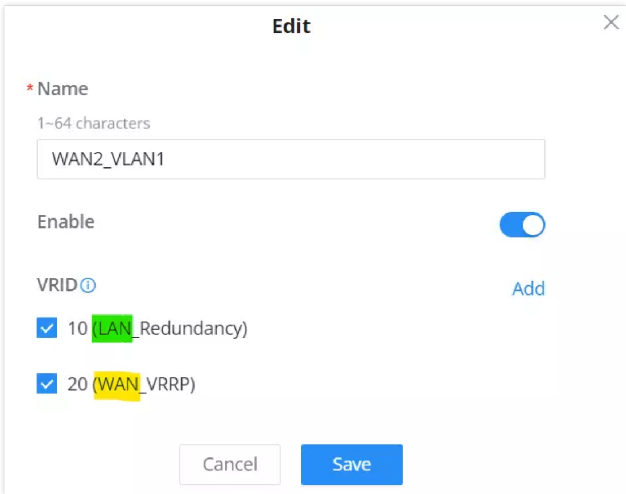 Edit
* Name
1~64 characters
WAN2_VLAN1
Enable
VRID
Add
10 (LAN_Redundancy)
20 (WAN_VRRP)
Cancel
Save